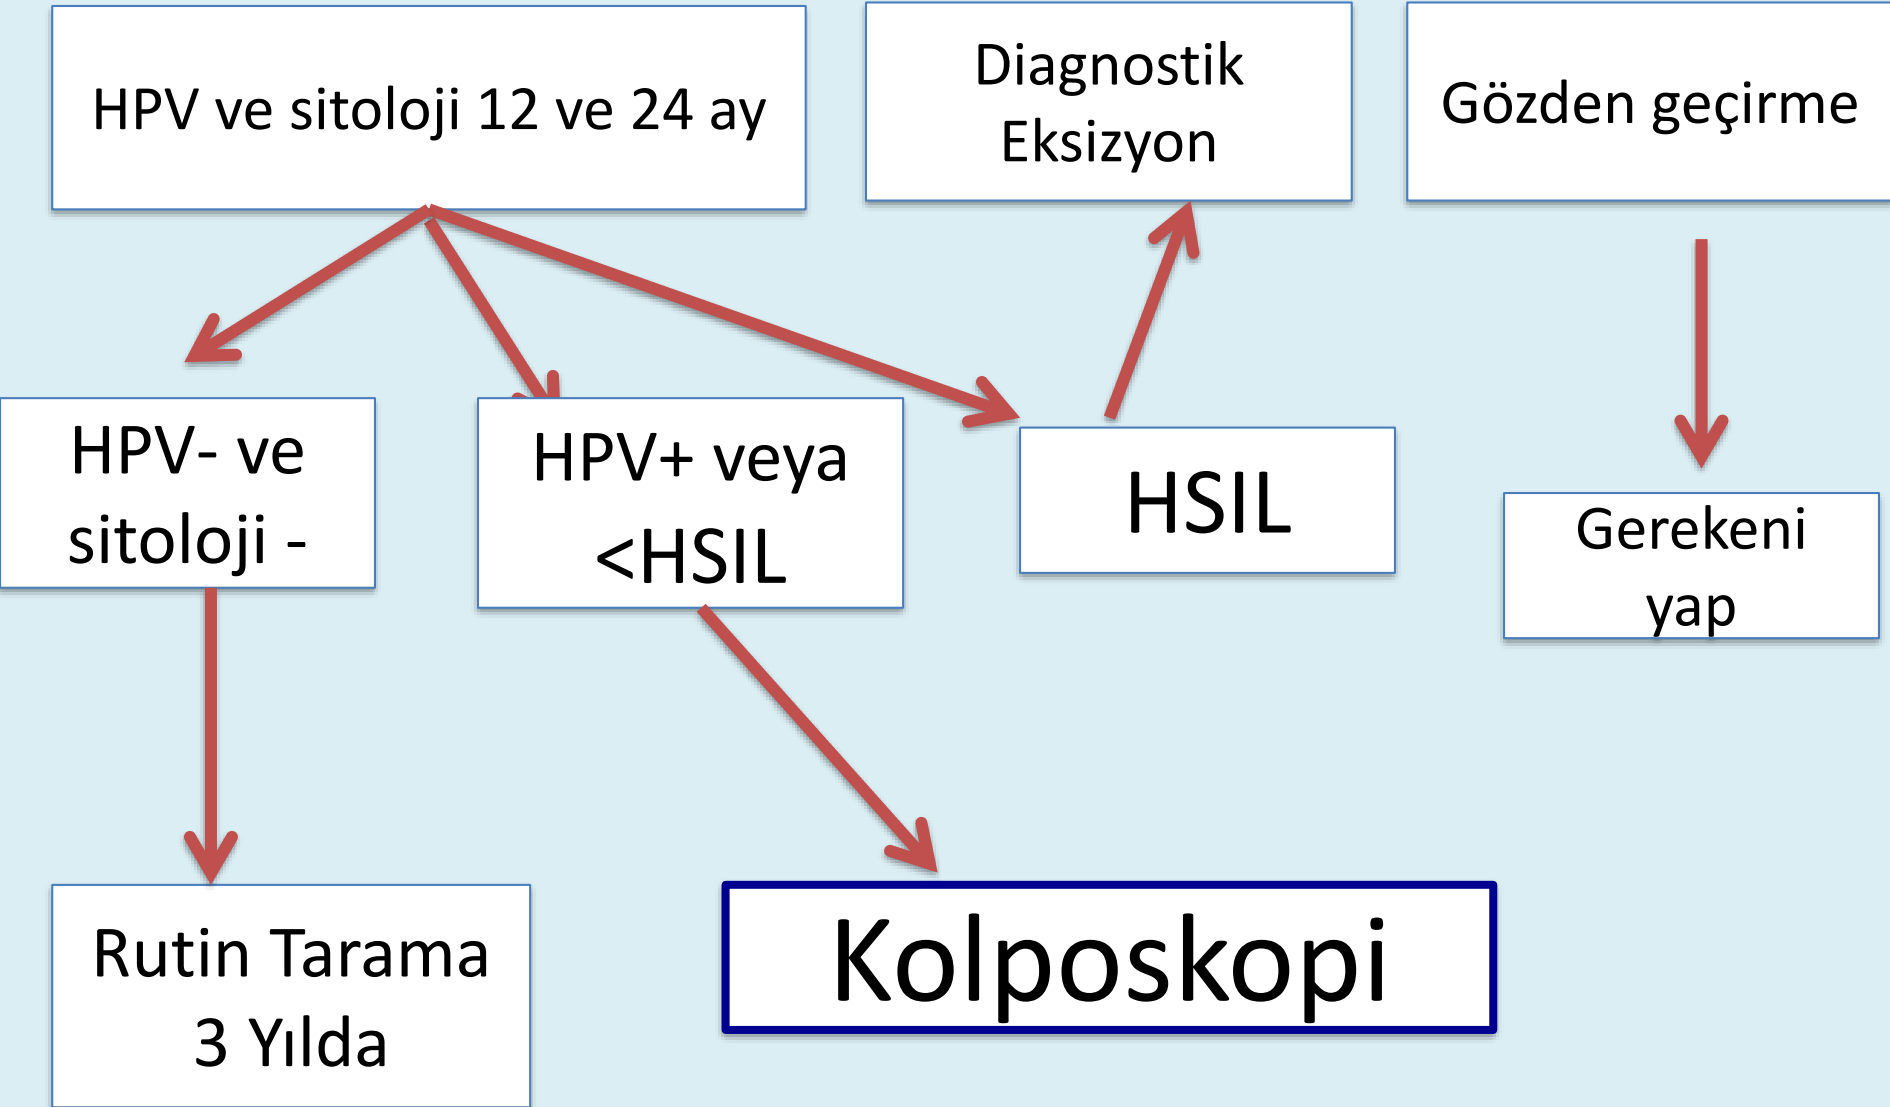 HPV ve sitoloji 12 ve 24 ay
Diagnostik
Eksizyon
Gözden geçirme
HPV- ve
sitoloji -
HPV+ veya
<HSIL
HSIL
Gerekeni
yap
Rutin Tarama
3 Yılda
Kolposkopi